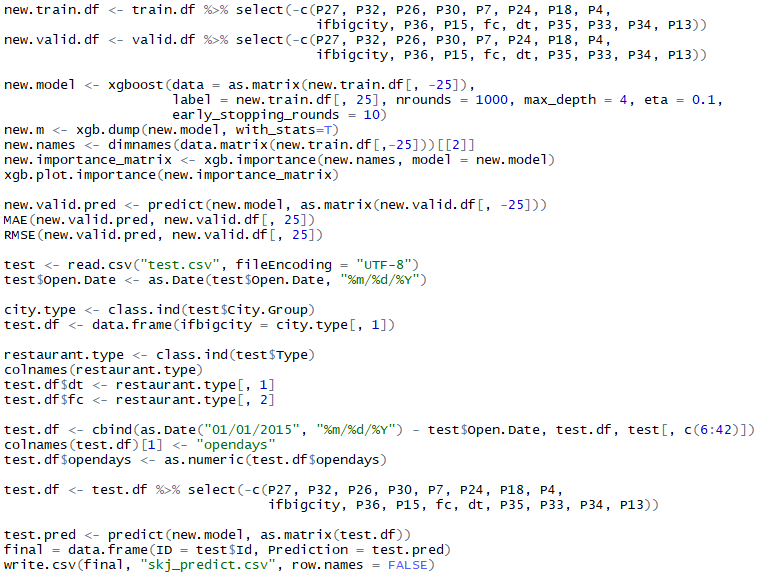 new.train.df <- train.df %>% select(-c(P27, P32, P26, P30, P7, P24, P18, P4,
ifbigcity, P36, P15, fc, dt, P35, P33, P34, P13))
new.valid.df <- valid.df %>% select(-c(P27, P32, P26, P30, P7, P24, P18, P4,
ifbigcity, P36, P15, fc, dt, P35, P33, P34, P13))
new.model <- xgboost(data = as.matrix(new.train.df[, -25]),
label = new.train.df[, 25], nrounds = 1000, max_depth = 4, eta = 0.1,
early_stopping_rounds = 10)
new.m <- xgb.dump(new.model, with_stats=T)
new.names <- dimnames(data.matrix(new.train.df[,-25]))[[2]]
new.importance_matrix <- xgb.importance(new.names, model = new.model)
xgb.plot.importance(new.importance_matrix)
new.valid.pred <- predict(new.model, as.matrix(new.valid.df[, -25]))
MAE(new.valid.pred, new.valid.df[, 25])
RMSE(new.valid.pred, new.valid.df[, 25])
test <- read.csv("test.csv", fileEncoding = "UTF-8")
test$Open.Date <- as.Date(test$Open.Date, "%m/%d/%Y")
city.type <- class.ind(test$City.Group)
test.df <- data.frame(ifbigcity = city.type[, 1])
restaurant.type <- class.ind(test$Type)
colnames(restaurant.type)
test.df$dt <- restaurant.type[, 1]
test.df$fc <- restaurant.type[, 2]
test.df <- cbind(as.Date("01/01/2015", "%m/%d/%Y") - test$Open.Date, test.df, test[, c(6:42)])
colnames(test.df)[1] <- "opendays"
test.df$opendays <- as.numeric(test.df$opendays)
test.df <- test.df %>% select(-c(P27, P32, P26, P30, P7, P24, P18, P4,
ifbigcity, P36, P15, fc, dt, P35, P33, P34, P13))
test.pred <- predict(new.model, as.matrix(test.df))
final = data.frame(ID = test$Id, Prediction = test.pred)
write.csv(final, "skj_predict.csv", row.names = FALSE)